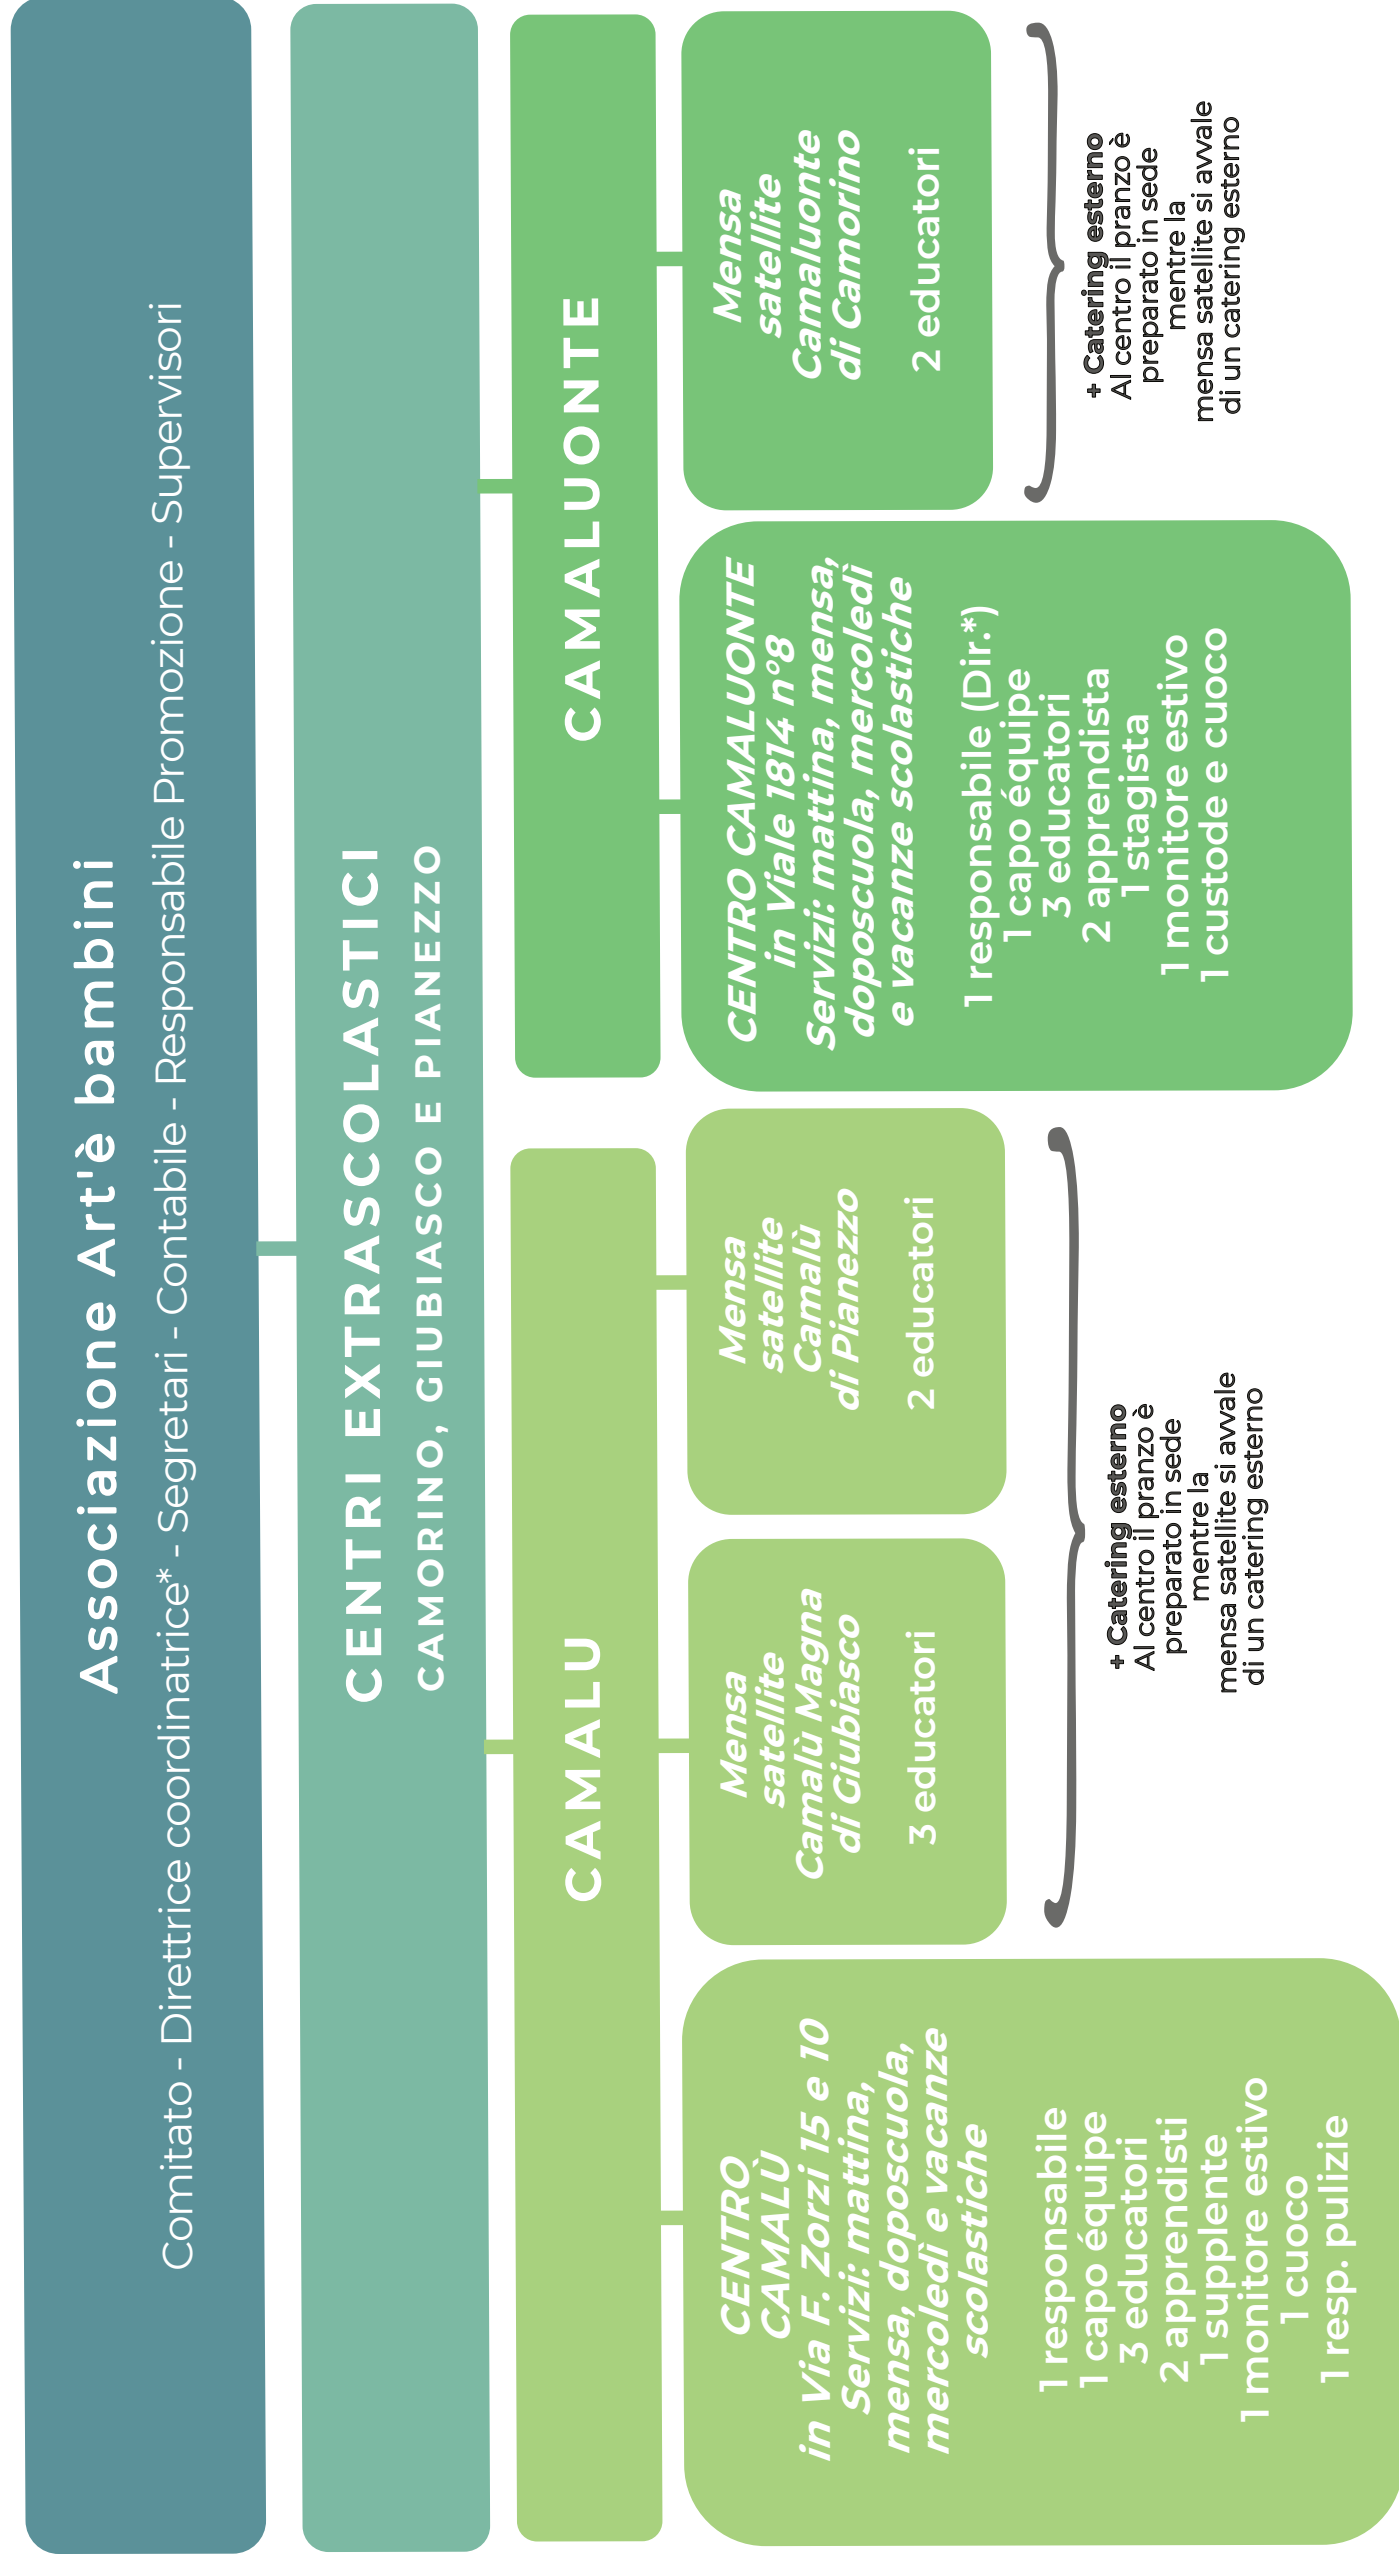 Associazione Art'è bambini
Comitato - Direttrice coordinatrice* - Segretari - Contabile - Responsabile Promozione - Supervisori
CENTRI EXTRASCOLASTICI
CAMORINO, GIUBIASCO E PIANEZZO
CAMALU
CENTRO
CAMALÙ
in Via F. Zorzi 15 e 10
Servizi: mattina,
mensa, doposcuola,
mercoledì e vacanze
scolastiche
1 responsabile
1 capo équipe
3 educatori
2 apprendisti
1 supplente
1 monitore estivo
1 cuoco
1 resp. pulizie
Mensa
satellite
Camalù Magna
di Giubiasco
3 educatori
Mensa
satellite
Camalù
di Pianezzo
2 educatori
+ Catering esterno
Al centro il pranzo è
preparato in sede
mentre la
mensa satellite si avvale
di un catering esterno
CAMALUONTE
CENTRO CAMALUONTE
in Viale 1814 n°8
Servizi: mattina, mensa,
doposcuola, mercoledì
e vacanze scolastiche
1 responsabile (Dir.*)
1 capo équipe
3 educatori
2 apprendista
1 stagista
1 monitore estivo
1 custode e cuoco
Mensa
satellite
Camaluonte
di Camorino
2 educatori
+ Catering esterno
Al centro il pranzo è
preparato in sede
mentre la
mensa satellite si avvale
di un catering esterno